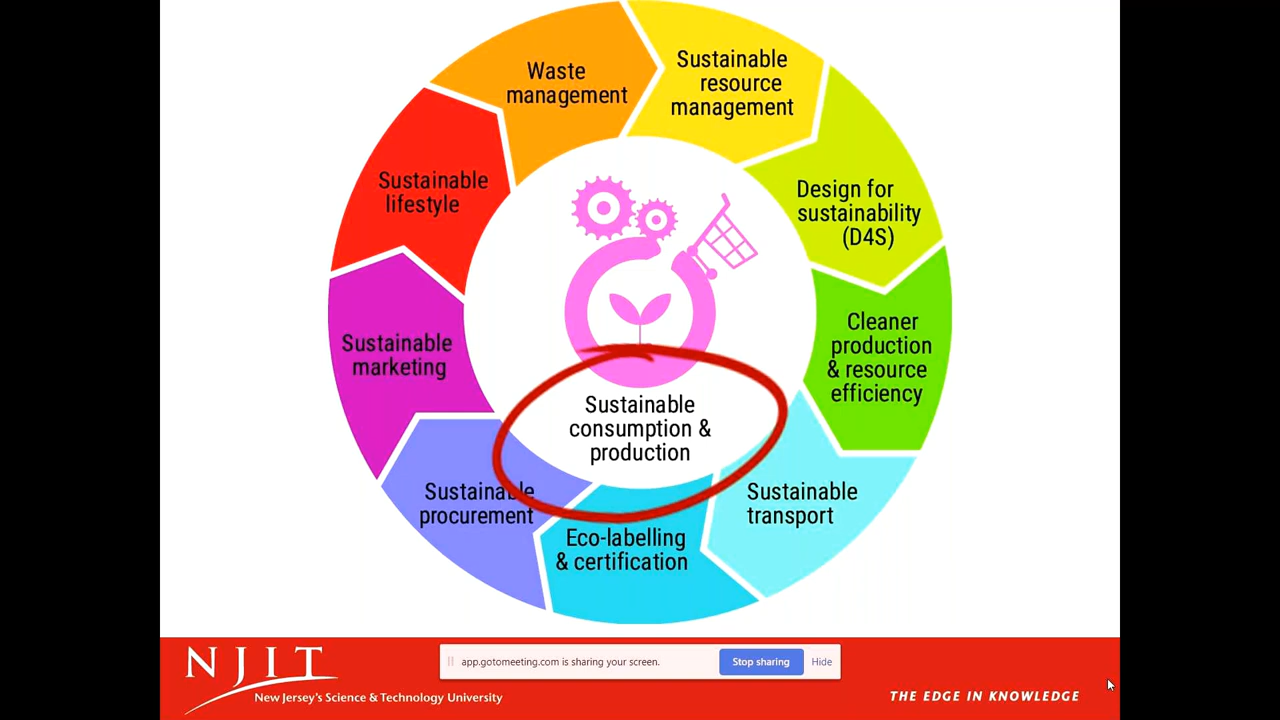 Waste
management
Sustainable
resource
management
Design for
sustainability
(D4S)
Cleaner
production
& resource
efficiency
Sustainable
transport
Eco-labelling
& certification
Sustainable
procurement
Sustainable
marketing
Sustainable
lifestyle
Sustainable
consumption &
production
NJIT
New Jersey's Science & Technology University
app.gotomeeting.com is sharing your screen.
Stop sharing
Hide
THE EDGE IN KNOWLEDGE